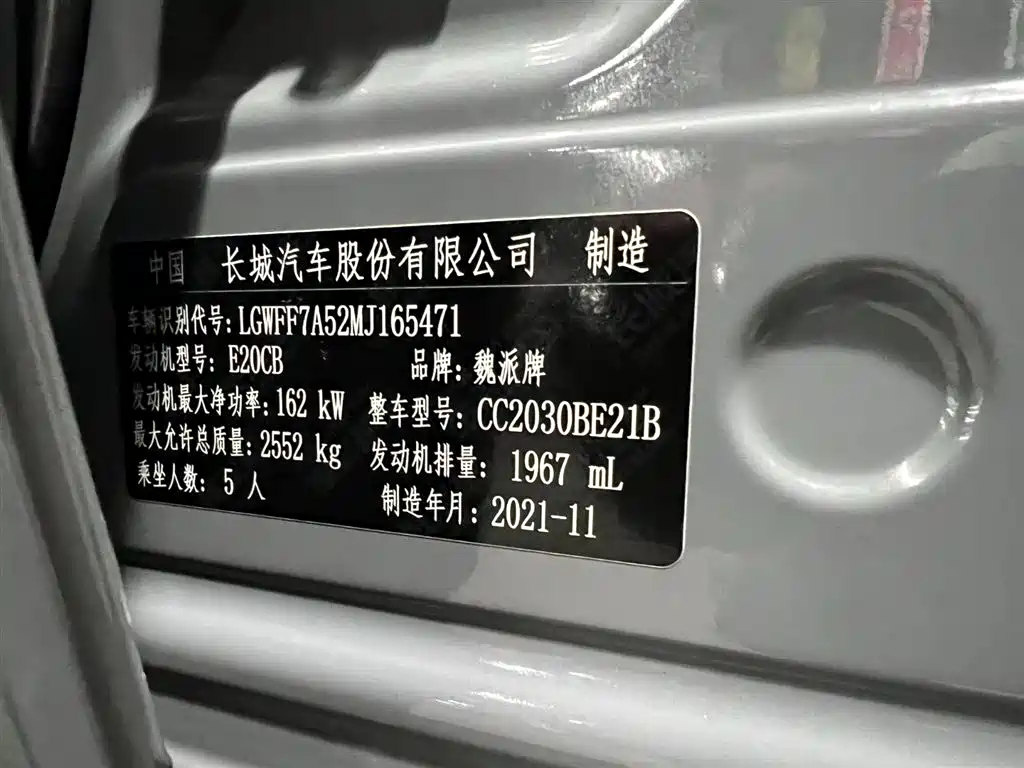 中国 长城汽车股份有限公司 制造
车辆识别代号: LGWFF7A52MJ165471
发动机型号: E20CB 品牌: 魏派牌
发动机最大净功率: 162 kW 整车型号: CC2030BE21B
最大允许总质量: 2552 kg 发动机排量: 1967 mL
乘坐人数: 5 人 制造年月: 2021-11